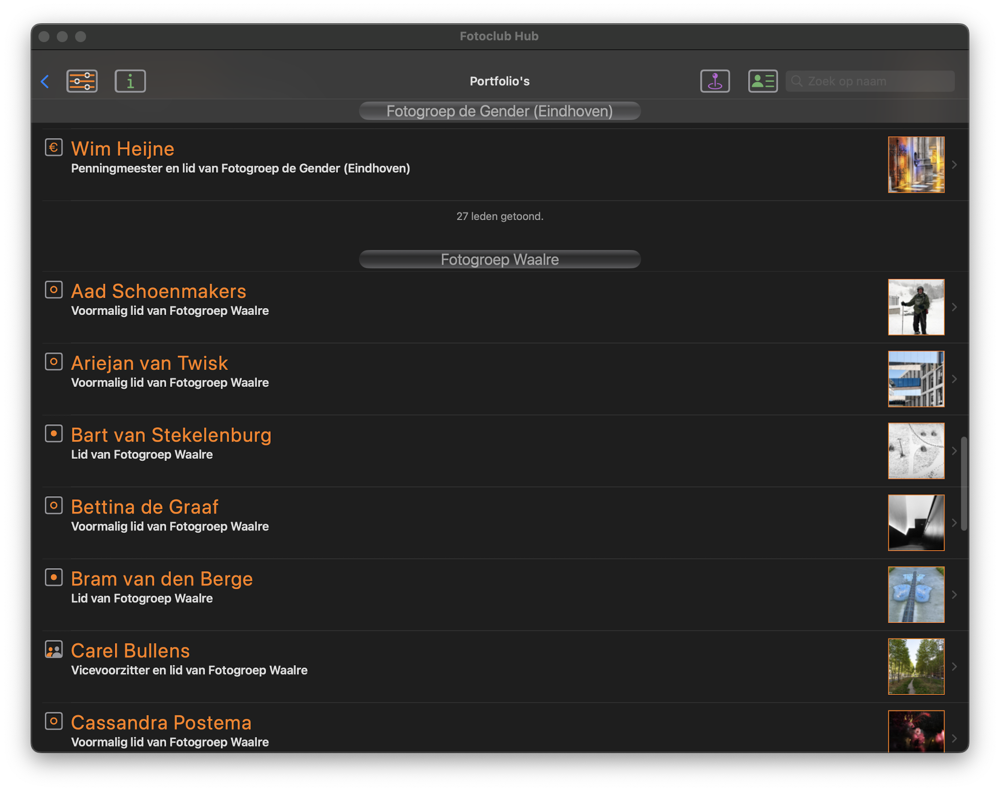 Fotoclub Hub
Portfolio's
Zoek op naam
Fotogroep de Gender (Eindhoven)
€ Wim Heijne
Penningmeester en lid van Fotogroep de Gender (Eindhoven)
27 leden getoond.
Fotogroep Waalre
Aad Schoenmakers
Voormalig lid van Fotogroep Waalre
Ariejan van Twisk
Voormalig lid van Fotogroep Waalre
Bart van Stekelenburg
Lid van Fotogroep Waalre
Bettina de Graaf
Voormalig lid van Fotogroep Waalre
Bram van den Berge
Lid van Fotogroep Waalre
Carel Bullens
Vicevoorzitter en lid van Fotogroep Waalre
Cassandra Postema
Voormalig lid van Fotogroep Waalre